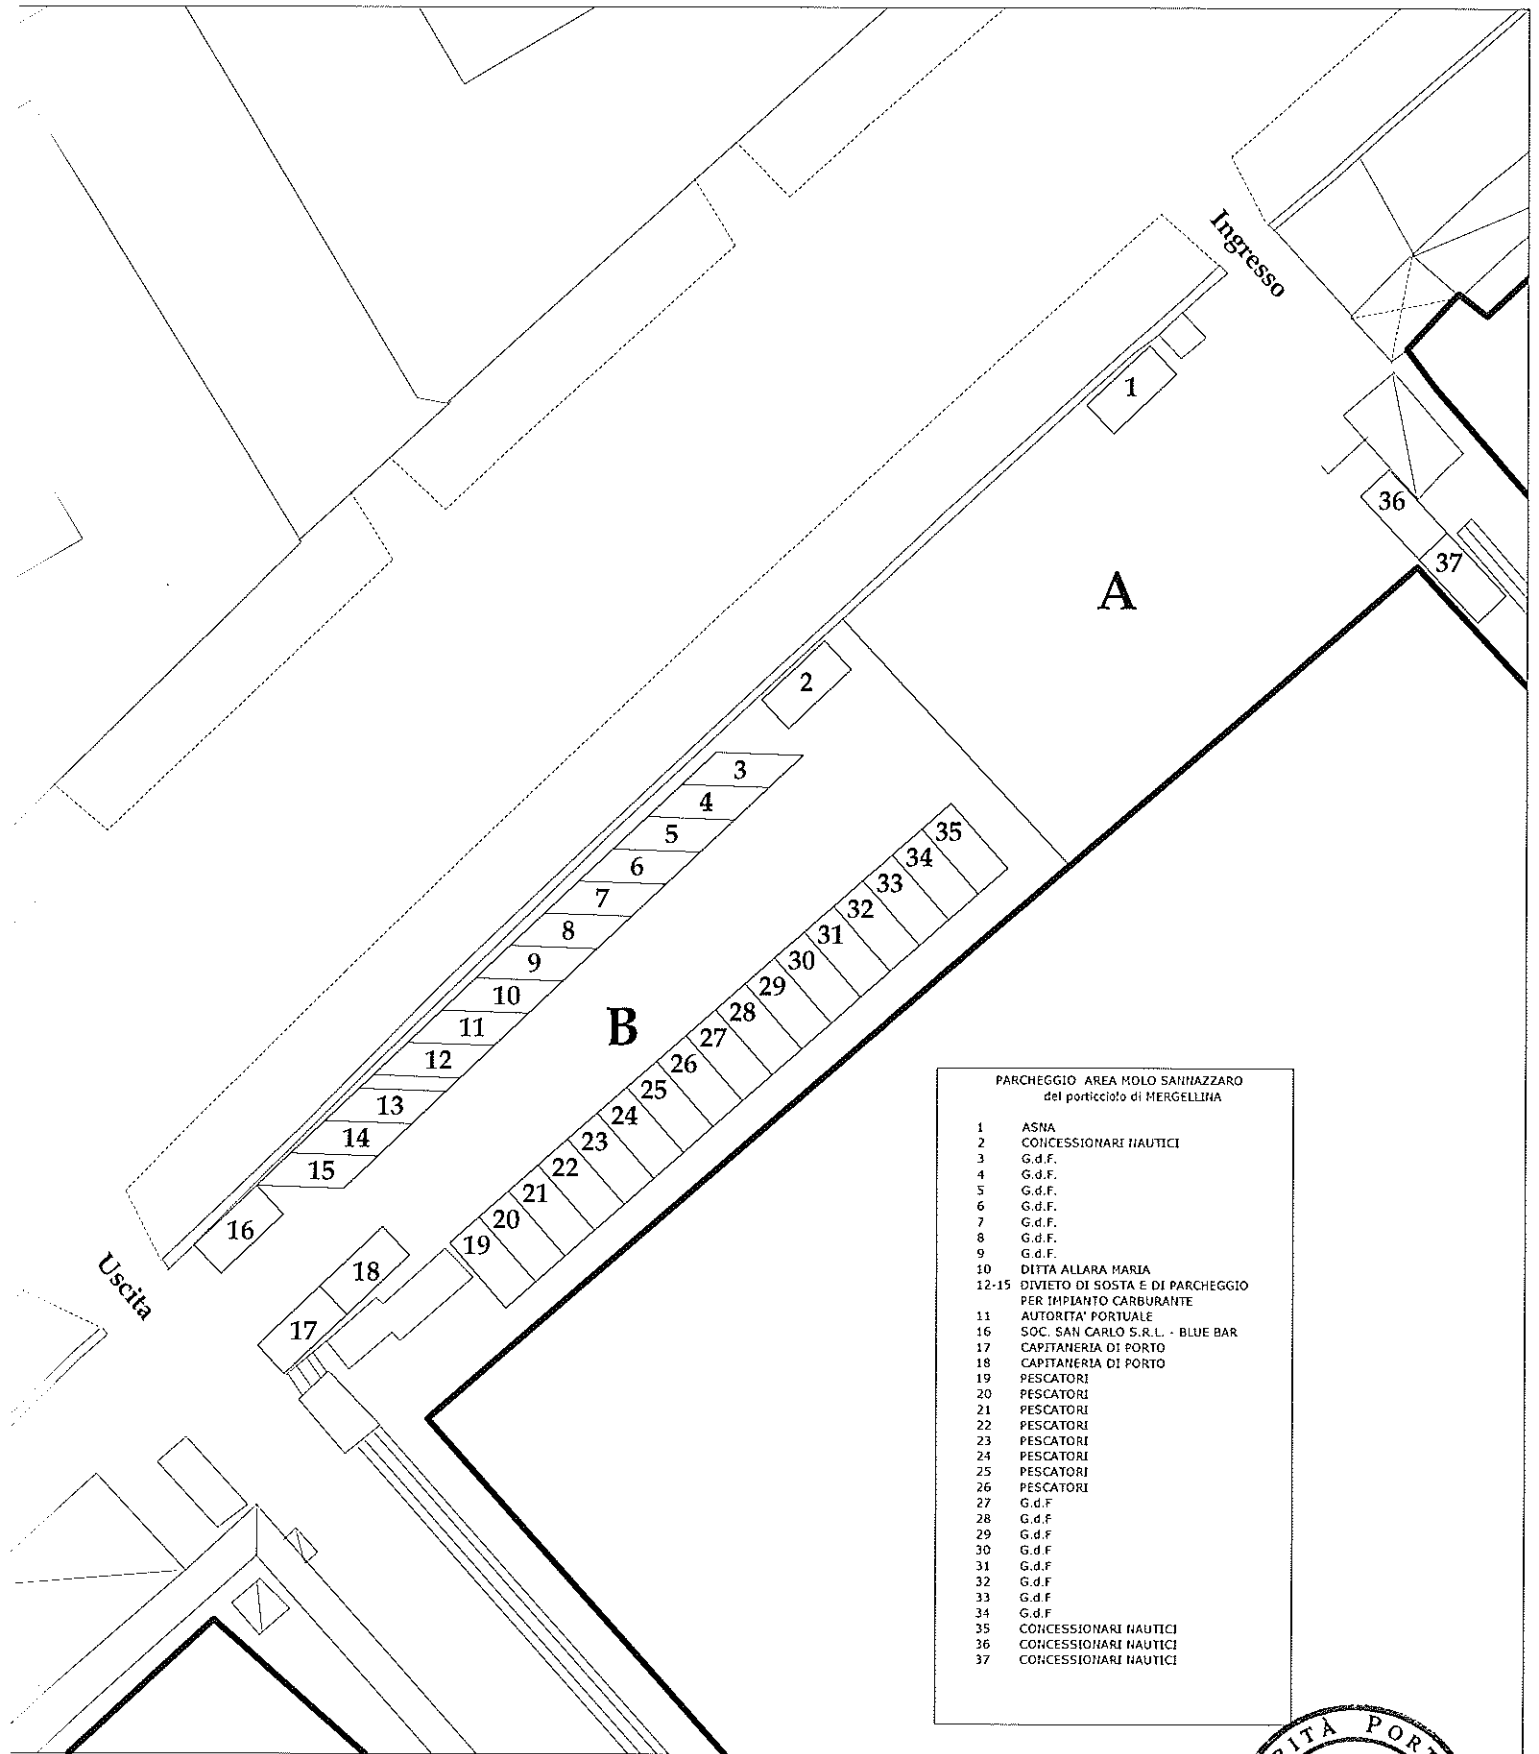 Ingresso
1
36
37
A
2
3
4
5
6
7
8
9
10
11
12
13
14
15
16
B
35
34
33
32
31
30
29
28
27
26
25
24
23
22
21
20
19
18
17
Uscita
PARCHEGGIO AREA MOLO SANNAZZARO
del porticciolo di MERGELLINA
1 ASNA
2 CONCESSIONARI NAUTICI
3 G.d.F.
4 G.d.F.
5 G.d.F.
6 G.d.F.
7 G.d.F.
8 G.d.F.
9 G.d.F.
10 DITTA ALLARA MARIA
12-15 DIVIETO DI SOSTA E DI PARCHEGGIO
PER IMPIANTO CARBURANTE
11 AUTORITA' PORTUALE
16 SOC. SAN CARLO S.R.L. - BLUE BAR
17 CAPITANERIA DI PORTO
18 CAPITANERIA DI PORTO
19 PESCATORI
20 PESCATORI
21 PESCATORI
22 PESCATORI
23 PESCATORI
24 PESCATORI
25 PESCATORI
26 PESCATORI
27 G.d.F
28 G.d.F
29 G.d.F
30 G.d.F
31 G.d.F
32 G.d.F
33 G.d.F
34 G.d.F
35 CONCESSIONARI NAUTICI
36 CONCESSIONARI NAUTICI
37 CONCESSIONARI NAUTICI